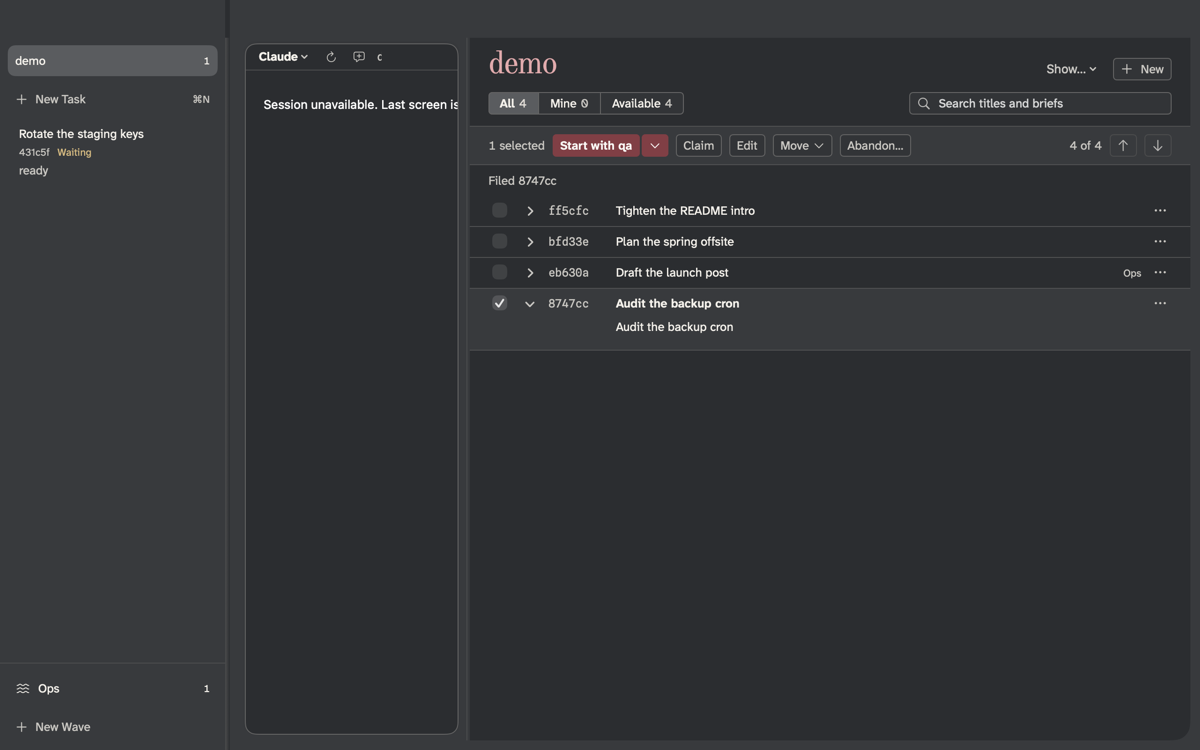 demo 1
New Task ⌘N
Rotate the staging keys
431c5f Waiting
ready
Ops 1
New Wave
Claude
Session unavailable. Last screen is
demo
Show...
New
All 4
Mine 0
Available 4
Search titles and briefs
1 selected
Start with qa
Claim
Edit
Move
Abandon...
4 of 4
Filed 8747cc
ff5cfc Tighten the README intro
bfd33e Plan the spring offsite
eb630a Draft the launch post Ops
8747cc Audit the backup cron
Audit the backup cron